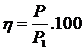 η = P/P₁ .100